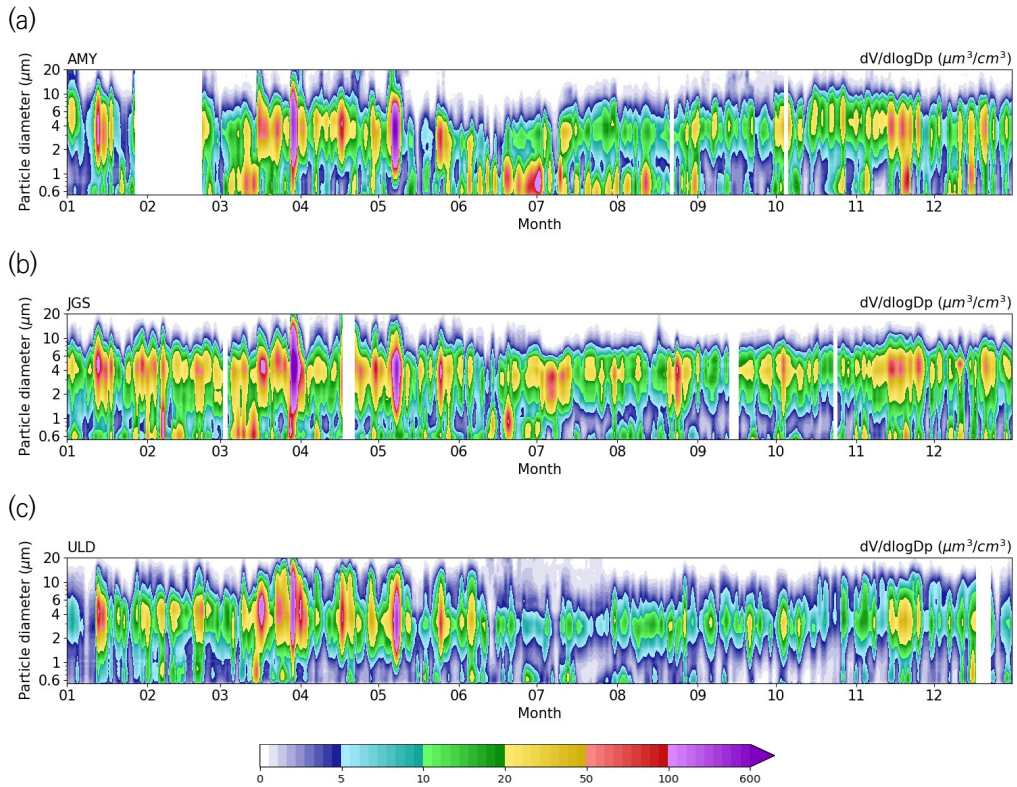 (a)
AMY dV/dlogDp (μm³/cm³)
Particle diameter (μm)
20
10
6
4
2
1
0.6
01 02 03 04 05 06 07 08 09 10 11 12
Month
(b)
JGS dV/dlogDp (μm³/cm³)
Particle diameter (μm)
20
10
6
4
2
1
0.6
01 02 03 04 05 06 07 08 09 10 11 12
Month
(c)
ULD dV/dlogDp (μm³/cm³)
Particle diameter (μm)
20
10
6
4
2
1
0.6
01 02 03 04 05 06 07 08 09 10 11 12
Month
0 5 10 20 50 100 600